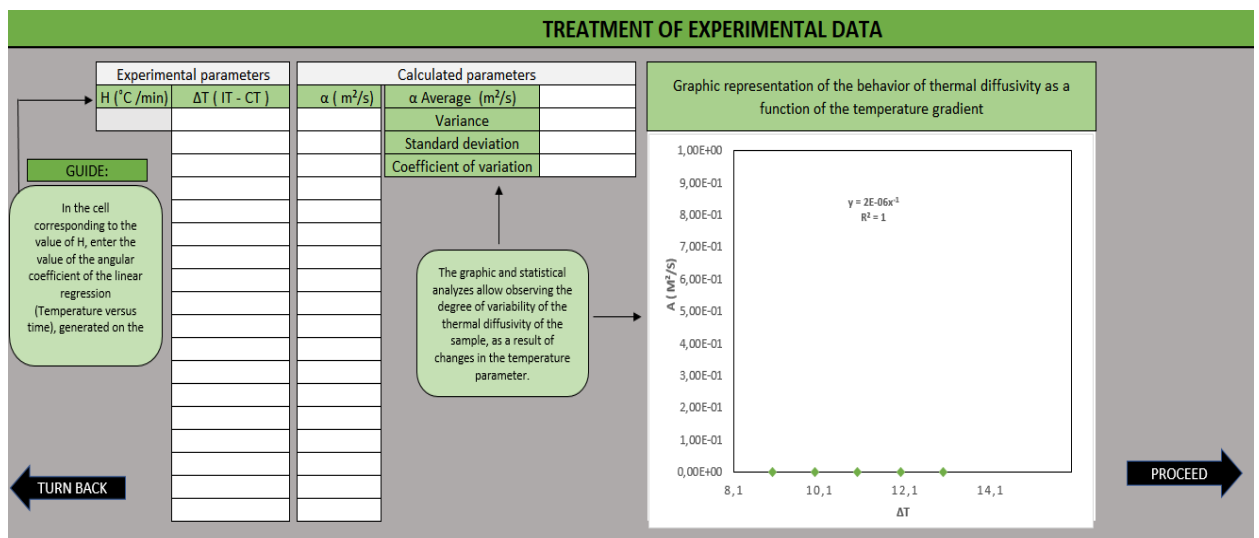 TREATMENT OF EXPERIMENTAL DATA
Experimental parameters
Calculated parameters
H (°C /min)
ΔT ( IT - CT )
α ( m²/s)
α Average (m²/s)
Variance
Standard deviation
Coefficient of variation
GUIDE:
In the cell
corresponding to the
value of H, enter the
value of the angular
coefficient of the linear
regression
(Temperature versus
time), generated on the
The graphic and statistical
analyzes allow observing the
degree of variability of the
thermal diffusivity of the
sample, as a result of
changes in the temperature
parameter.
Graphic representation of the behavior of thermal diffusivity as a
function of the temperature gradient
1,00E+00
9,00E-01
8,00E-01
7,00E-01
6,00E-01
5,00E-01
4,00E-01
3,00E-01
2,00E-01
1,00E-01
0,00E+00
A ( M²/S)
y = 2E-06x⁻¹
R² = 1
8,1
10,1
12,1
14,1
ΔT
TURN BACK
PROCEED